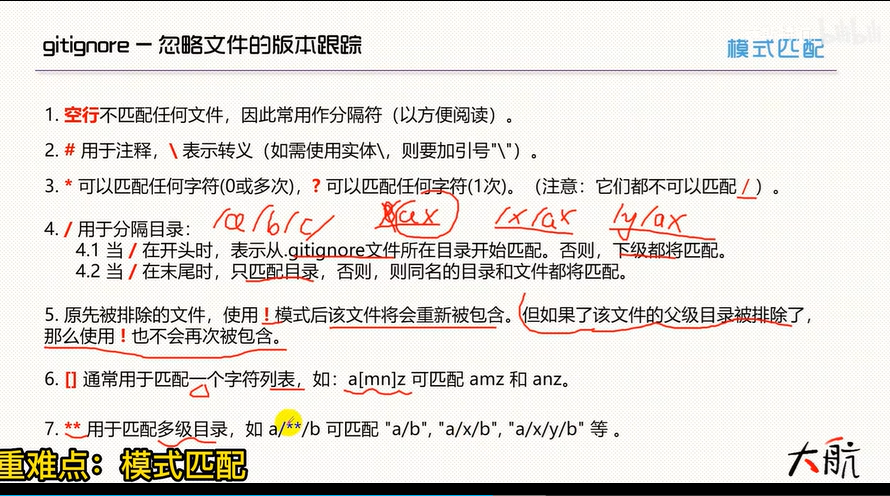 gitignore — 忽略文件的版本跟踪
模式匹配
1. 空行不匹配任何文件，因此常用作分隔符（以方便阅读）。
2. # 用于注释，\ 表示转义（如需使用实体\，则要加引号"\"）。
3. * 可以匹配任何字符(0或多次)，? 可以匹配任何字符(1次)。（注意：它们都不可以匹配 / ）。
/a/b/c/ ax /x/ax /y/ax
4. / 用于分隔目录：
4.1 当 / 在开头时，表示从.gitignore文件所在目录开始匹配。否则，下级都将匹配。
4.2 当 / 在末尾时，只匹配目录，否则，则同名的目录和文件都将匹配。
5. 原先被排除的文件，使用 ! 模式后该文件将会重新被包含。但如果了该文件的父级目录被排除了，
那么使用 ! 也不会再次被包含。
6. [] 通常用于匹配一个字符列表，如：a[mn]z 可匹配 amz 和 anz。
7. ** 用于匹配多级目录，如 a/**/b 可匹配 "a/b", "a/x/b", "a/x/y/b" 等 。
重难点：模式匹配
大航